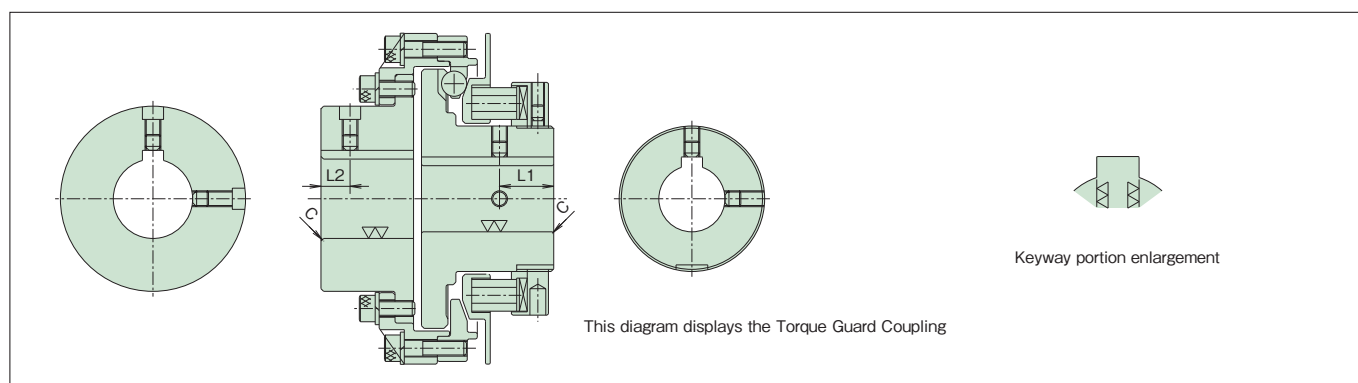 L2
L1
C
C
Keyway portion enlargement
This diagram displays the Torque Guard Coupling